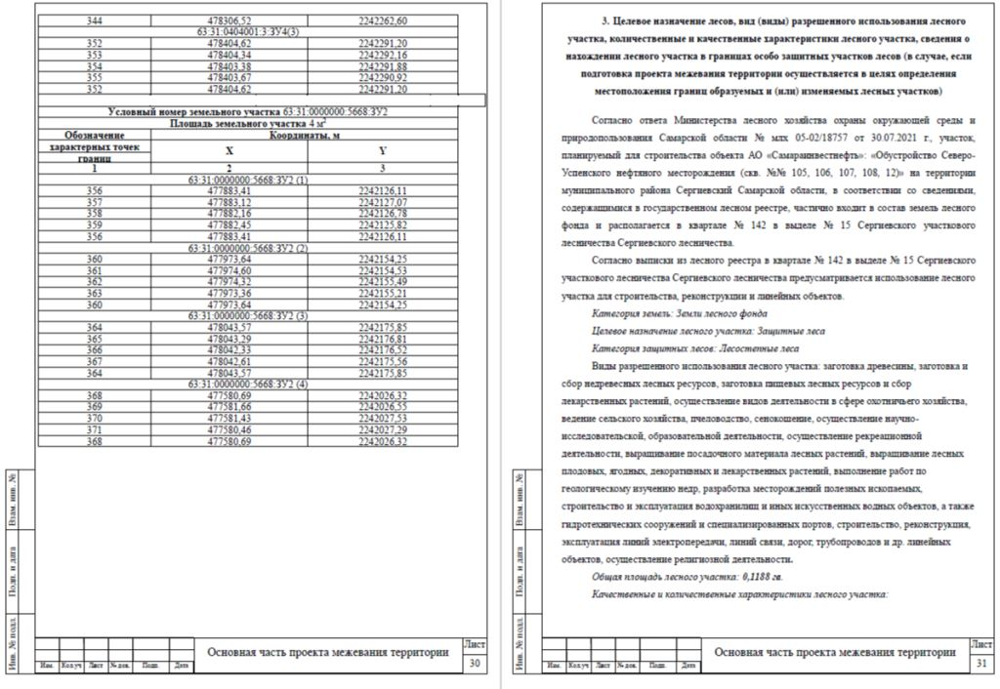 344 478306,52 2242262,60
63:31:0404001:3:ЗУ4(3)
352 478404,62 2242291,20
353 478404,34 2242292,16
354 478403,38 2242291,88
355 478403,67 2242290,92
352 478404,62 2242291,20
Условный номер земельного участка 63:31:0000000:5668:ЗУ2
Площадь земельного участка 4 м²
Обозначение характерных точек границ Координаты, м
X Y
1 2 3
63:31:0000000:5668:ЗУ2 (1)
356 477883,41 2242126,11
357 477883,12 2242127,07
358 477882,16 2242126,78
359 477882,45 2242125,82
356 477883,41 2242126,11
63:31:0000000:5668:ЗУ2 (2)
360 477973,64 2242154,25
361 477974,60 2242154,53
362 477974,32 2242155,49
363 477973,36 2242155,21
360 477973,64 2242154,25
63:31:0000000:5668:ЗУ2 (3)
364 478043,57 2242175,85
365 478043,29 2242176,81
366 478042,33 2242176,52
367 478042,61 2242175,56
364 478043,57 2242175,85
63:31:0000000:5668:ЗУ2 (4)
368 477580,69 2242026,32
369 477581,66 2242026,55
370 477581,43 2242027,53
371 477580,46 2242027,29
368 477580,69 2242026,32
Взам. инв. №
Подп. и дата
Инв. № подл.
Изм. Кол.уч Лист № док. Подп. Дата
Основная часть проекта межевания территории
Лист
30
3. Целевое назначение лесов, вид (виды) разрешенного использования лесного
участка, количественные и качественные характеристики лесного участка, сведения о
нахождении лесного участка в границах особо защитных участков лесов (в случае, если
подготовка проекта межевания территории осуществляется в целях определения
местоположения границ образуемых и (или) изменяемых лесных участков)
Согласно ответа Министерства лесного хозяйства охраны окружающей среды и
природопользования Самарской области № млх 05-02/18757 от 30.07.2021 г., участок,
планируемый для строительства объекта АО «Самараинвестнефть»: «Обустройство Северо-
Успенского нефтяного месторождения (скв. №№ 105, 106, 107, 108, 12)» на территории
муниципального района Сергиевский Самарской области, в соответствии со сведениями,
содержащимися в государственном лесном реестре, частично входит в состав земель лесного
фонда и располагается в квартале № 142 в выделе № 15 Сергиевского участкового
лесничества Сергиевского лесничества.
Согласно выписки из лесного реестра в квартале № 142 в выделе № 15 Сергиевского
участкового лесничества Сергиевского лесничества предусматривается использование лесного
участка для строительства, реконструкции и линейных объектов.
Категория земель: Земли лесного фонда
Целевое назначение лесного участка: Защитные леса
Категория защитных лесов: Лесостепные леса
Виды разрешенного использования лесного участка: заготовка древесины, заготовка и
сбор недревесных лесных ресурсов, заготовка пищевых лесных ресурсов и сбор
лекарственных растений, осуществление видов деятельности в сфере охотничьего хозяйства,
ведение сельского хозяйства, пчеловодство, сенокошение, осуществление научно-
исследовательской, образовательной деятельности, осуществление рекреационной
деятельности, выращивание посадочного материала лесных растений, выращивание лесных
плодовых, ягодных, декоративных и лекарственных растений, выполнение работ по
геологическому изучению недр, разработка месторождений полезных ископаемых,
строительство и эксплуатация водохранилищ и иных искусственных водных объектов, а также
гидротехнических сооружений и специализированных портов, строительство, реконструкция,
эксплуатация линий электропередачи, линий связи, дорог, трубопроводов и др. линейных
объектов, осуществление религиозной деятельности.
Общая площадь лесного участка: 0,1188 га.
Качественные и количественные характеристики лесного участка:
Взам. инв. №
Подп. и дата
Инв. № подл.
Изм. Кол.уч Лист № док. Подп. Дата
Основная часть проекта межевания территории
Лист
31